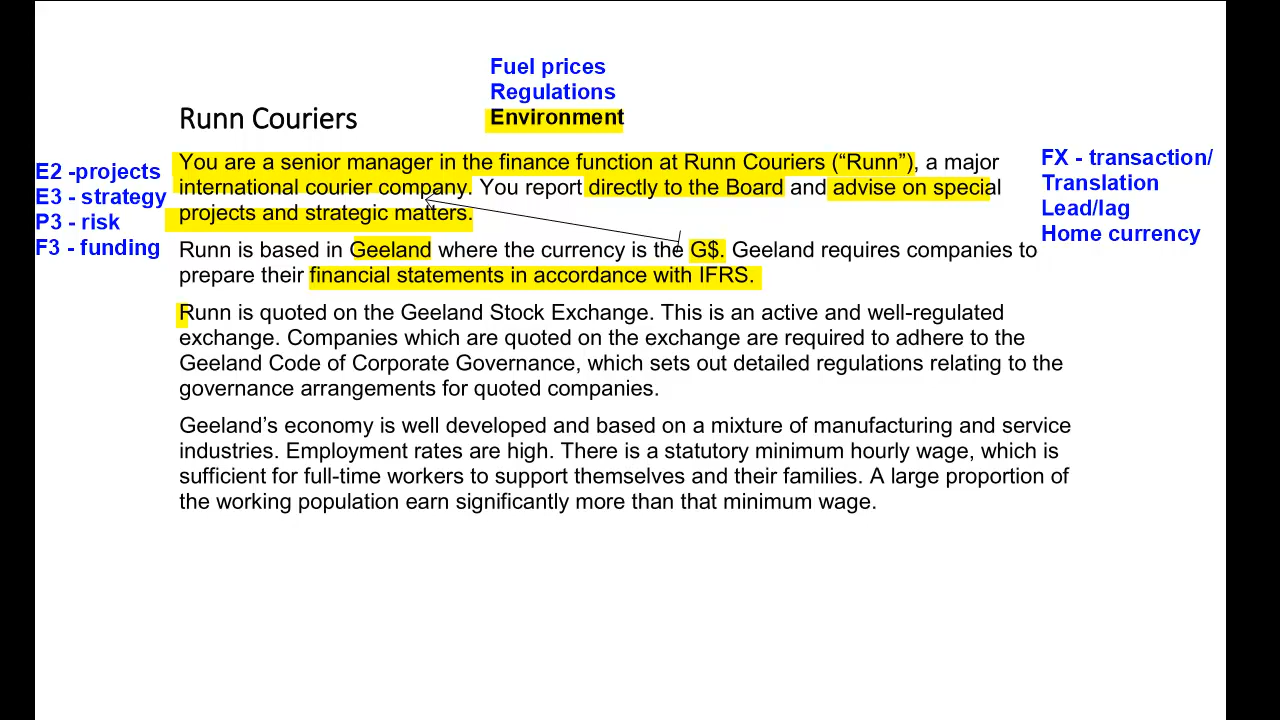 Fuel prices
Regulations
Environment
Runn Couriers
E2 -projects
E3 - strategy
P3 - risk
F3 - funding
You are a senior manager in the finance function at Runn Couriers (“Runn”), a major
international courier company. You report directly to the Board and advise on special
projects and strategic matters.
FX - transaction/
Translation
Lead/lag
Home currency
Runn is based in Geeland where the currency is the G$. Geeland requires companies to
prepare their financial statements in accordance with IFRS.
Runn is quoted on the Geeland Stock Exchange. This is an active and well-regulated
exchange. Companies which are quoted on the exchange are required to adhere to the
Geeland Code of Corporate Governance, which sets out detailed regulations relating to the
governance arrangements for quoted companies.
Geeland’s economy is well developed and based on a mixture of manufacturing and service
industries. Employment rates are high. There is a statutory minimum hourly wage, which is
sufficient for full-time workers to support themselves and their families. A large proportion of
the working population earn significantly more than that minimum wage.